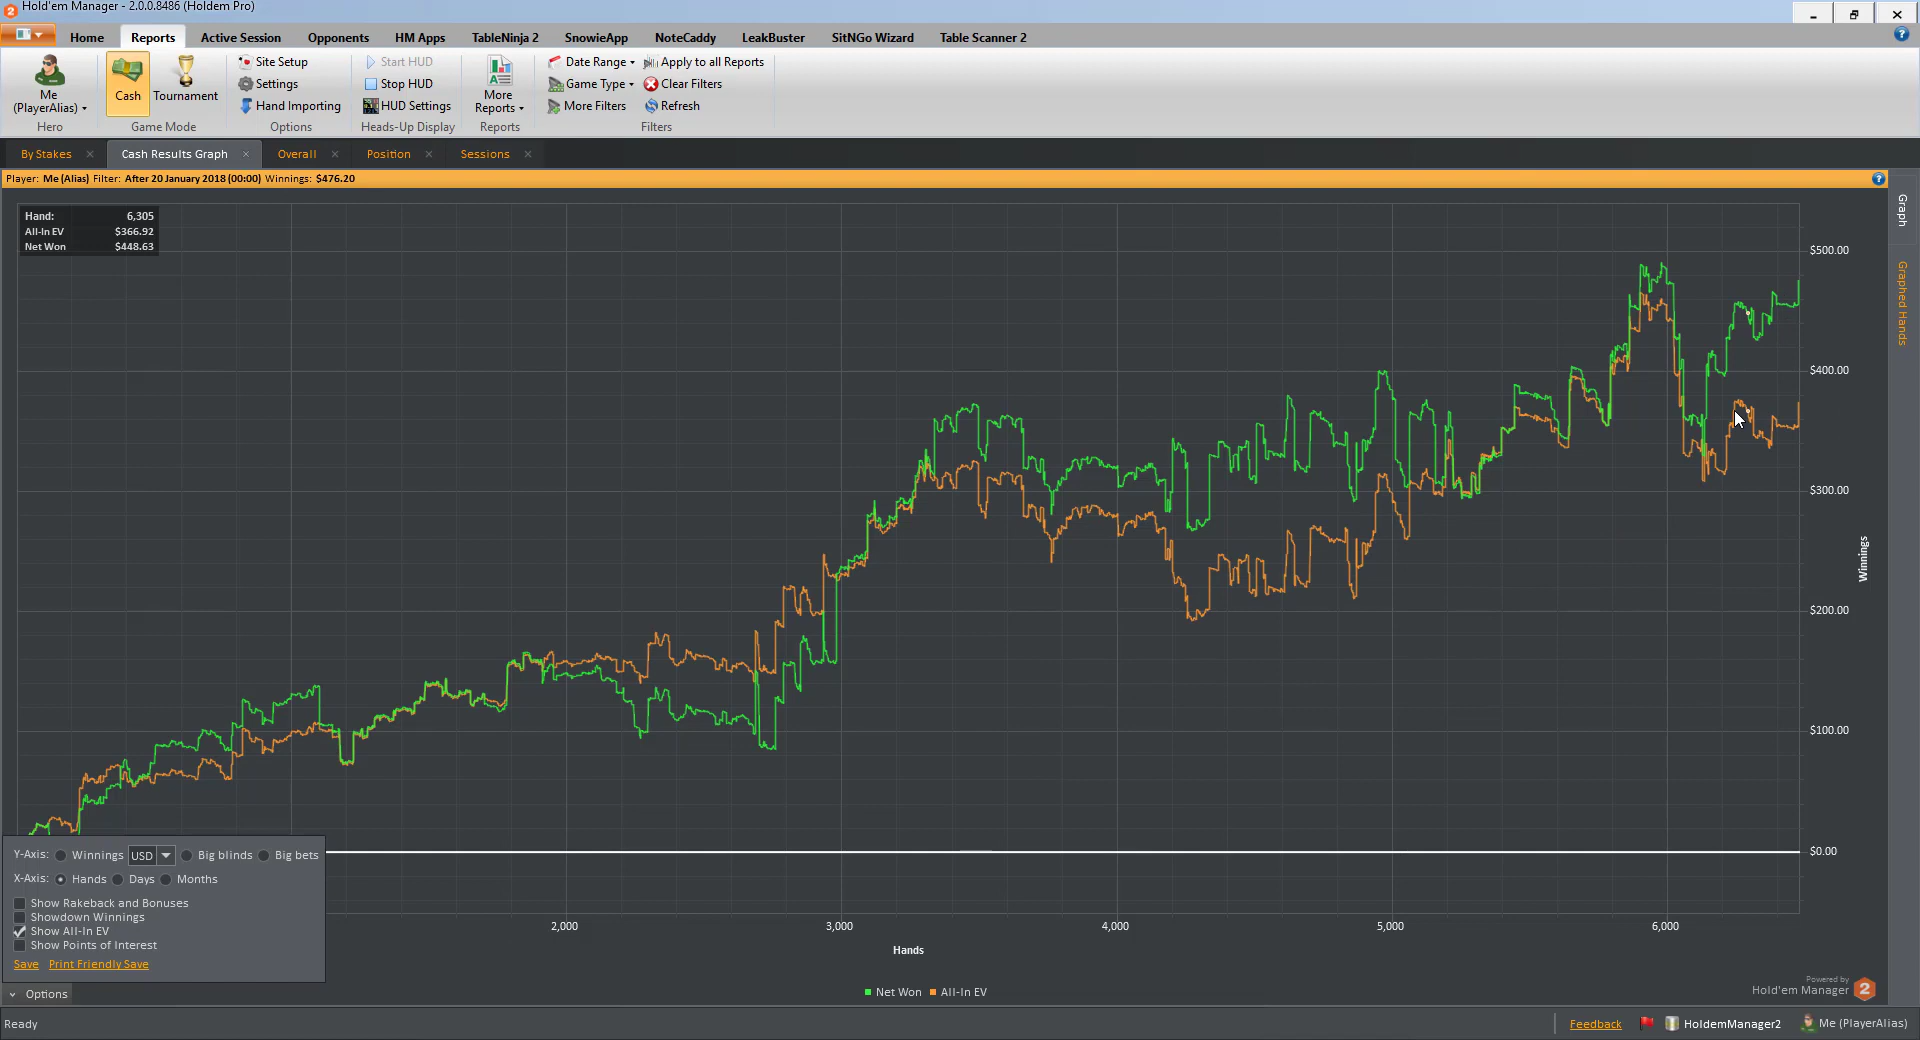 Hold'em Manager - 2.0.0.8486 (Holdem Pro)
Home Reports Active Session Opponents HM Apps TableNinja 2 SnowieApp NoteCaddy LeakBuster SitNGo Wizard Table Scanner 2
Me
(PlayerAlias)
Hero
Cash Tournament
Game Mode
Site Setup
Settings
Hand Importing
Options
Start HUD
Stop HUD
HUD Settings
Heads-Up Display
More
Reports
Reports
Date Range Apply to all Reports
Game Type Clear Filters
More Filters Refresh
Filters
By Stakes Cash Results Graph Overall Position Sessions
Player: Me (Alias) Filter: After 20 January 2018 (00:00) Winnings: $476.20
Hand: 6,305
All-In EV $366.92
Net Won $448.63
Graph
Graphed Hands
$500.00
$400.00
$300.00
$200.00
$100.00
$0.00
Winnings
Y-Axis: Winnings USD Big blinds Big bets
X-Axis: Hands Days Months
Show Rakeback and Bonuses
Showdown Winnings
Show All-In EV
Show Points of Interest
Save Print Friendly Save
Options
2,000 3,000 4,000 5,000 6,000
Hands
Net Won All-In EV
Powered by
Hold'em Manager 2
Ready
Feedback HoldemManager2 Me (PlayerAlias)